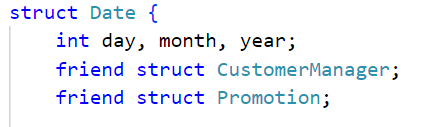 struct Date {
    int day, month, year;
    friend struct CustomerManager;
    friend struct Promotion;